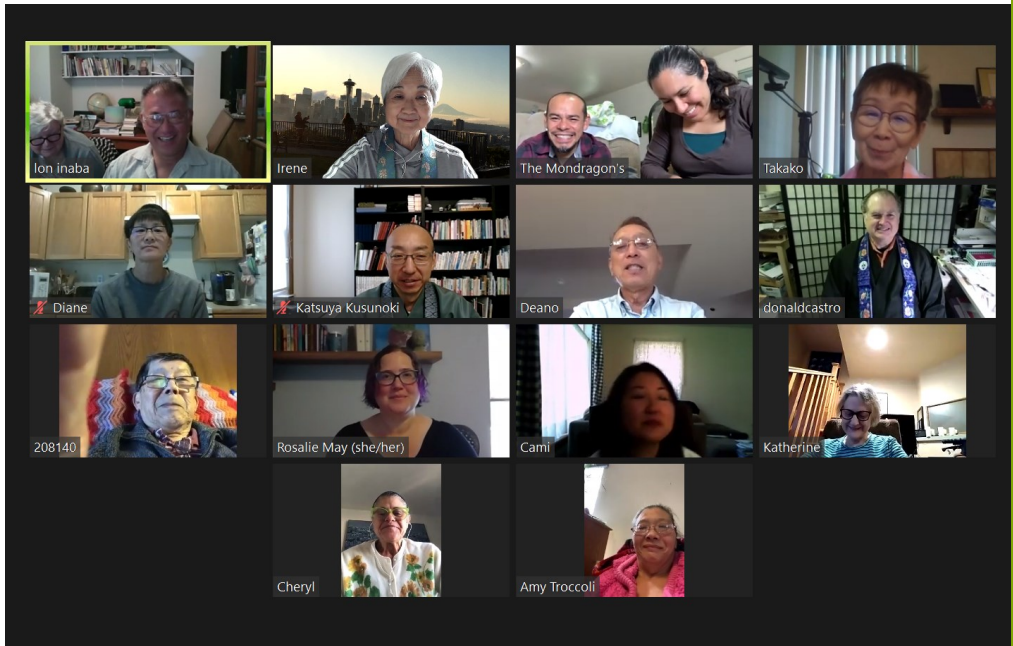 Ion inaba
Irene
The Mondragon's
Takako
Diane
Katsuya Kusunoki
Deano
donaldcastro
208140
Rosalie May (she/her)
Cami
Katherine
Cheryl
Amy Troccoli